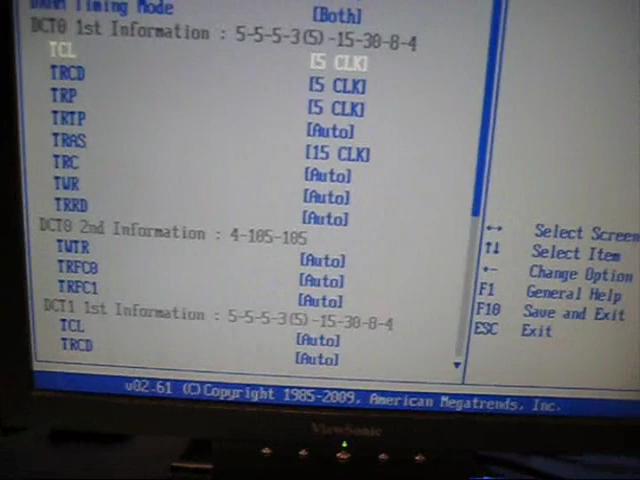 DRAM Timing Mode [Both]
DCT0 1st Information : 5-5-5-3(5)-15-30-8-4
TCL [5 CLK]
TRCD [5 CLK]
TRP [5 CLK]
TRTP [Auto]
TRAS [15 CLK]
TRC [Auto]
TWR [Auto]
TRRD [Auto]
DCT0 2nd Information : 4-105-105
TWTR [Auto]
TRFC0 [Auto]
TRFC1 [Auto]
DCT1 1st Information : 5-5-5-3(5)-15-30-8-4
TCL [Auto]
TRCD [Auto]
↔ Select Screen
↑↓ Select Item
+- Change Option
F1 General Help
F10 Save and Exit
ESC Exit
v02.61 (C)Copyright 1985-2009, American Megatrends, Inc.
ViewSonic